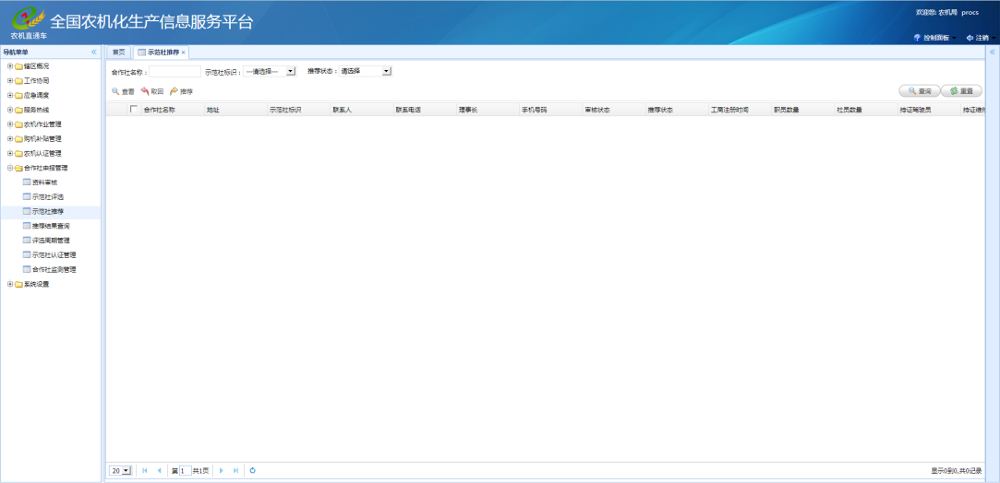 全国农机化生产信息服务平台
农机直通车
欢迎您: 农机局 procs
控制面板 注销
导航菜单
首页 示范社推荐
辖区概况
工作协同
应急调度
服务热线
农机作业管理
购机补贴管理
农机认证管理
合作社申报管理
资料审核
示范社评选
示范社推荐
推荐结果查询
评选周期管理
示范社认证管理
合作社监测管理
系统设置
合作社名称： 示范社标识： ---请选择--- 推荐状态： 请选择
查看 取回 推荐 查询 重置
合作社名称 地址 示范社标识 联系人 联系电话 理事长 手机号码 审核状态 推荐状态 工商注册时间 职员数量 社员数量 持证驾驶员 持证维修
20 第 1 共1页 显示0到0,共0记录